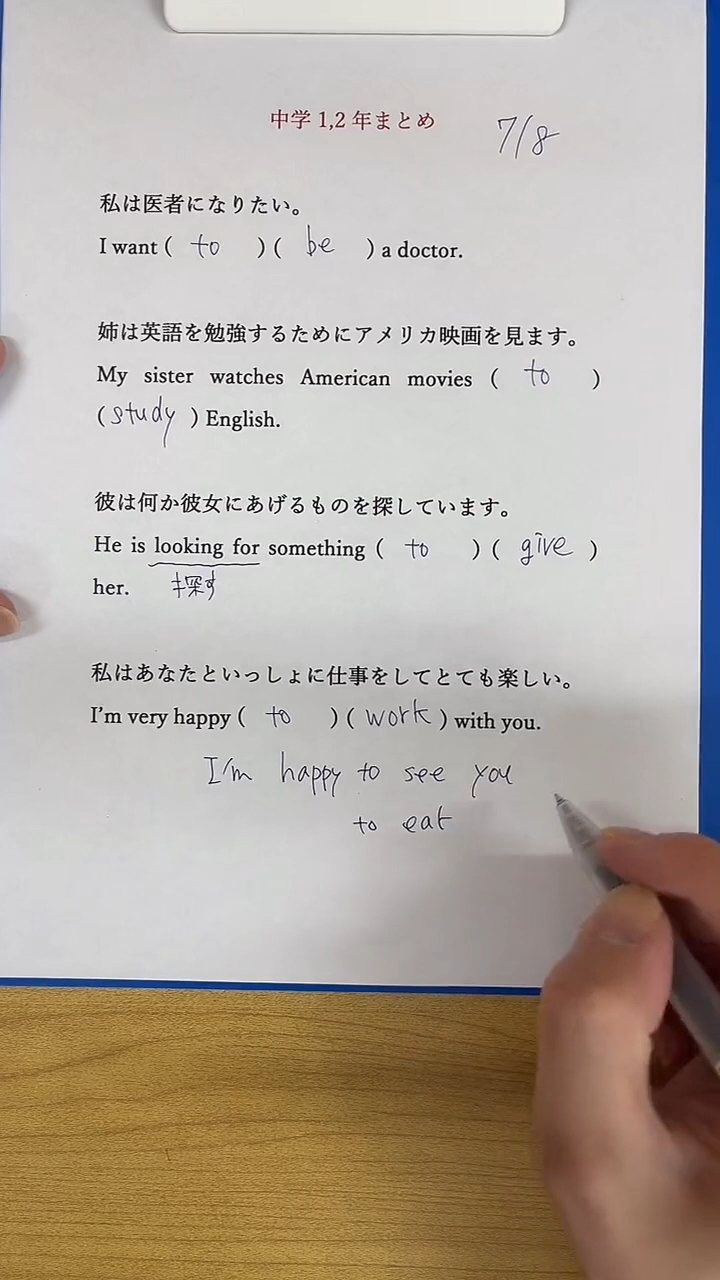 中学 1,2 年まとめ 7/8
私は医者になりたい。
I want ( to )( be ) a doctor.
姉は英語を勉強するためにアメリカ映画を見ます。
My sister watches American movies ( to )
( study ) English.
彼は何か彼女にあげるものを探しています。
He is looking for something ( to )( give )
her. 探す
私はあなたといっしょに仕事をしてとても楽しい。
I'm very happy ( to )( work ) with you.
I'm happy to see you
to eat